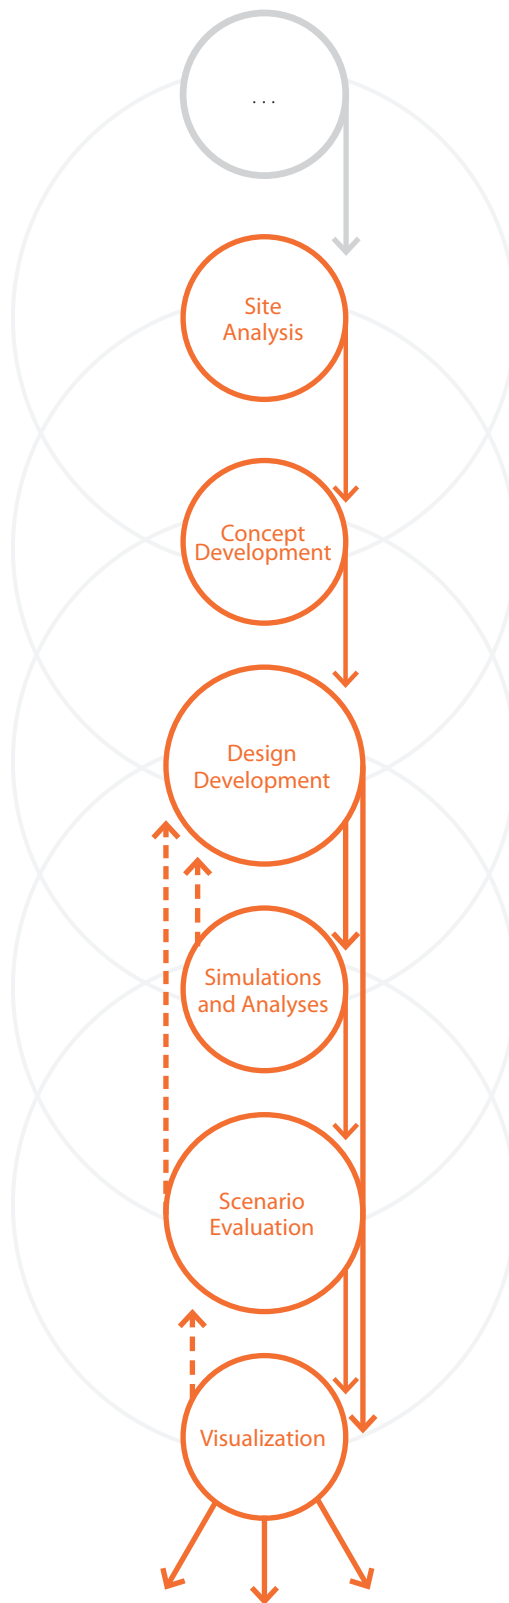 ...
Site
Analysis
Concept
Development
Design
Development
Simulations
and Analyses
Scenario
Evaluation
Visualization